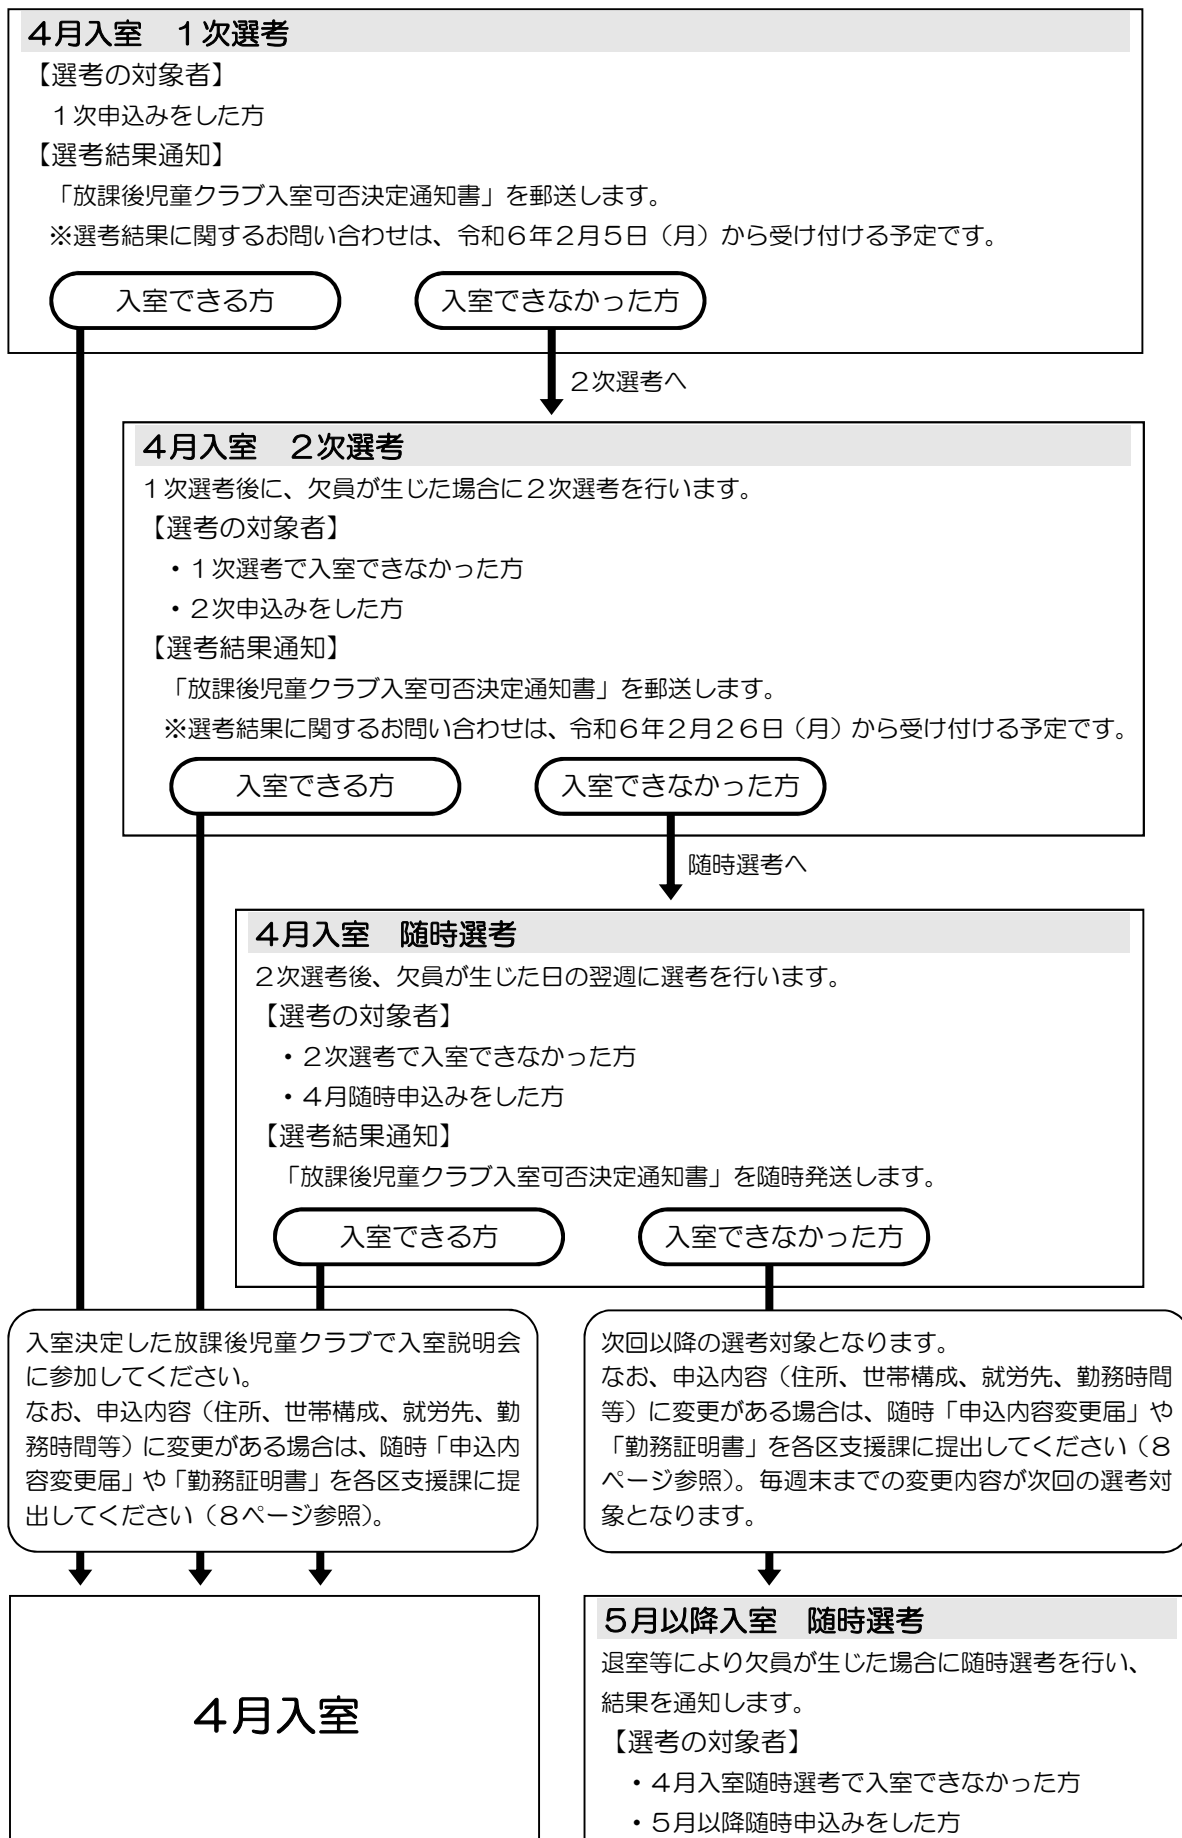 ４月入室　１次選考
【選考の対象者】
１次申込みをした方
【選考結果通知】
「放課後児童クラブ入室可否決定通知書」を郵送します。
※選考結果に関するお問い合わせは、令和６年２月５日（月）から受け付ける予定です。
入室できる方
入室できなかった方
２次選考へ
４月入室　２次選考
１次選考後に、欠員が生じた場合に２次選考を行います。
【選考の対象者】
・１次選考で入室できなかった方
・２次申込みをした方
【選考結果通知】
「放課後児童クラブ入室可否決定通知書」を郵送します。
※選考結果に関するお問い合わせは、令和６年２月２６日（月）から受け付ける予定です。
入室できる方
入室できなかった方
随時選考へ
４月入室　随時選考
２次選考後、欠員が生じた日の翌週に選考を行います。
【選考の対象者】
・２次選考で入室できなかった方
・４月随時申込みをした方
【選考結果通知】
「放課後児童クラブ入室可否決定通知書」を随時発送します。
入室できる方
入室できなかった方
入室決定した放課後児童クラブで入室説明会
に参加してください。
なお、申込内容（住所、世帯構成、就労先、勤
務時間等）に変更がある場合は、随時「申込内
容変更届」や「勤務証明書」を各区支援課に提
出してください（８ページ参照）。
次回以降の選考対象となります。
なお、申込内容（住所、世帯構成、就労先、勤務時間
等）に変更がある場合は、随時「申込内容変更届」や
「勤務証明書」を各区支援課に提出してください（８
ページ参照）。毎週末までの変更内容が次回の選考対
象となります。
４月入室
５月以降入室　随時選考
退室等により欠員が生じた場合に随時選考を行い、
結果を通知します。
【選考の対象者】
・４月入室随時選考で入室できなかった方
・５月以降随時申込みをした方